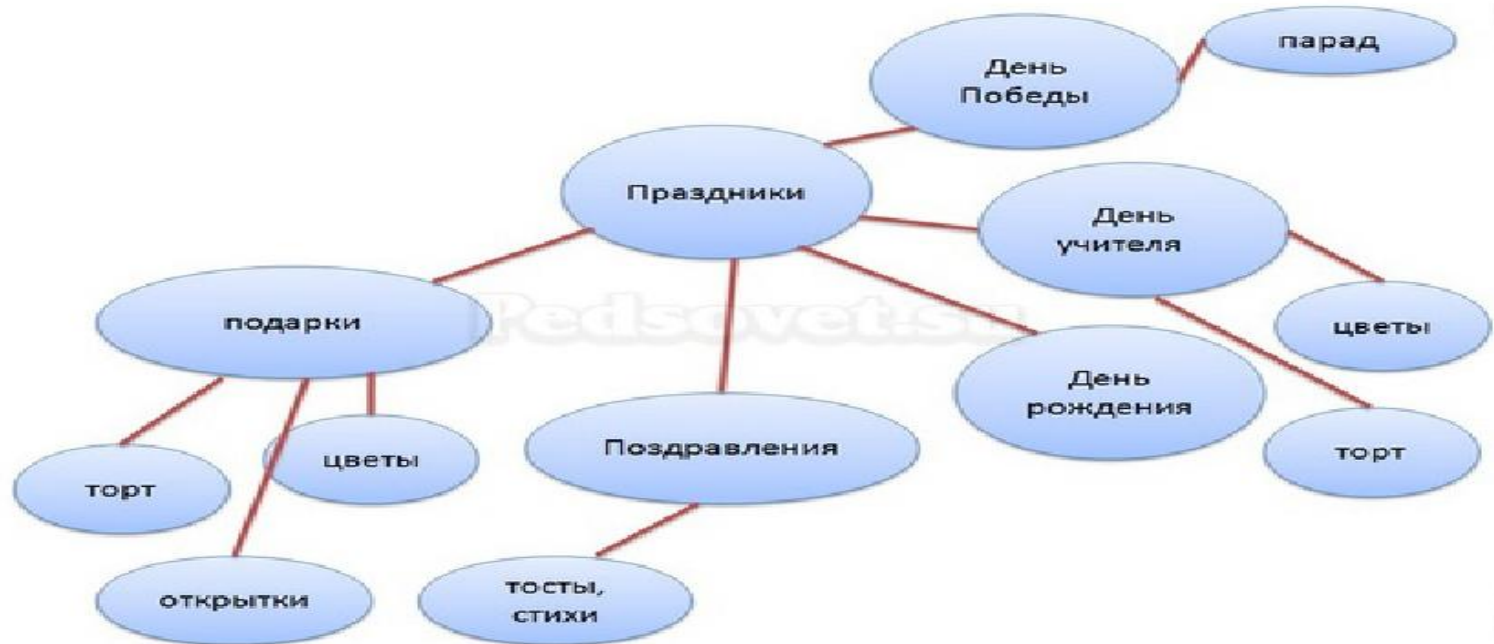 парад
День
Победы
Праздники
День
учителя
подарки
Pedsovet.su
цветы
День
рождения
Поздравления
торт
цветы
торт
открытки
тосты,
стихи